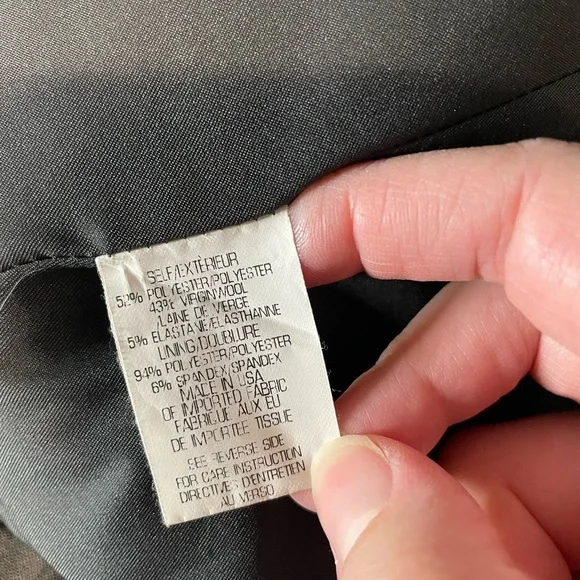 SELF/EXTÈRIEUR
52% POLYESTER/POLYESTER
43% VIRGIN WOOL
/LAINE DE VIERGE
5% ELASTANE/ELASTHANNE
LINING/DOUBLURE
94% POLYESTER/POLYESTER
6% SPANDEX/SPANDEX
MADE IN USA
OF IMPORTED FABRIC
FABRIGUE AUX EU
DE IMPORTEE TISSUE
SEE REVERSE SIDE
FOR CARE INSTRUCTION
DIRECTIVES D'ENTRETIEN
AU VERSO